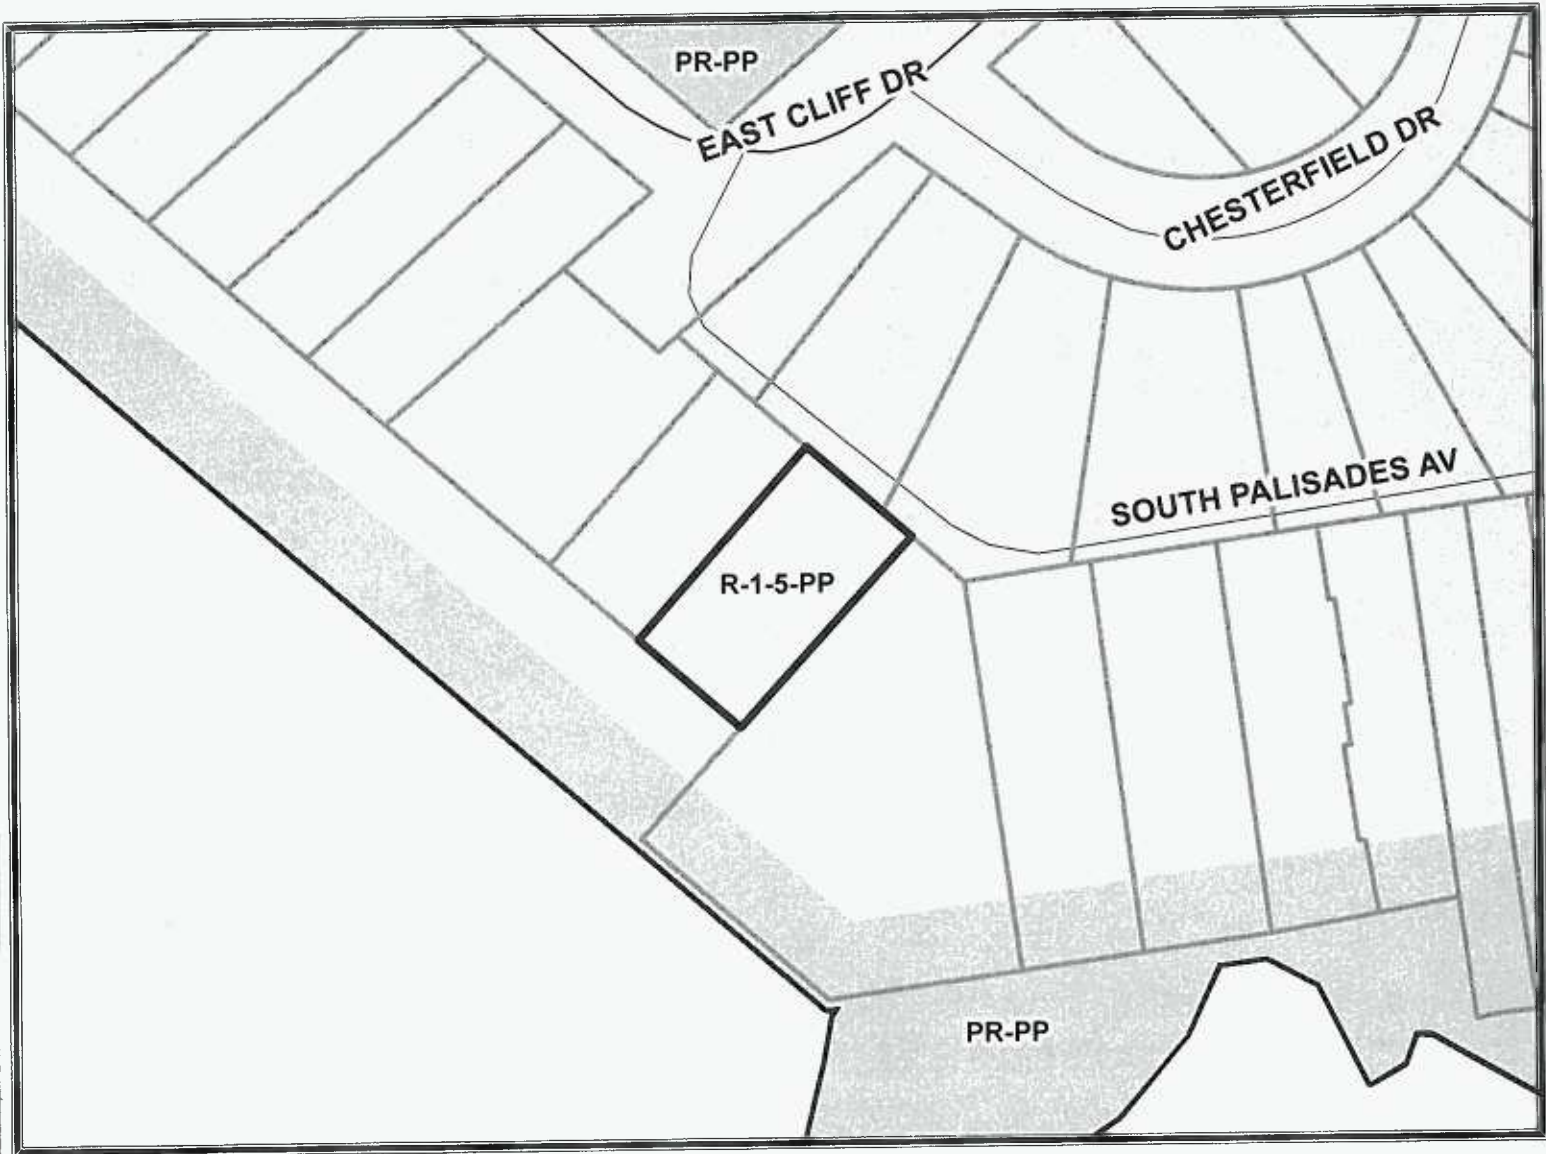 PR-PP
EAST CLIFF DR
CHESTERFIELD DR
SOUTH PALISADES AV
R-1-5-PP
PR-PP